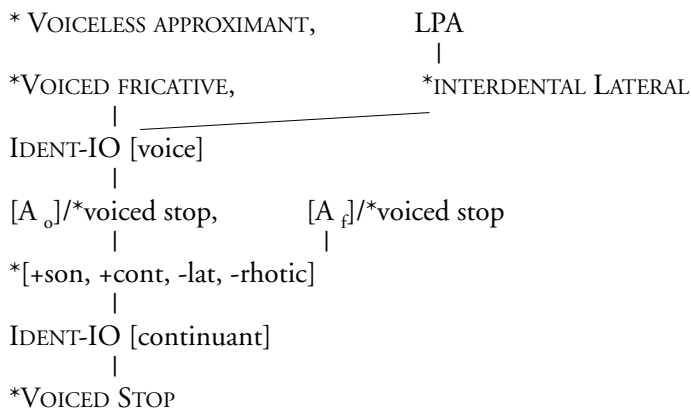 * VOICELESS APPROXIMANT, LPA
*VOICED FRICATIVE, *INTERDENTAL LATERAL
IDENT-IO [voice]
[A o]/*voiced stop, [A f]/*voiced stop
*[+son, +cont, -lat, -rhotic]
IDENT-IO [continuant]
*VOICED STOP